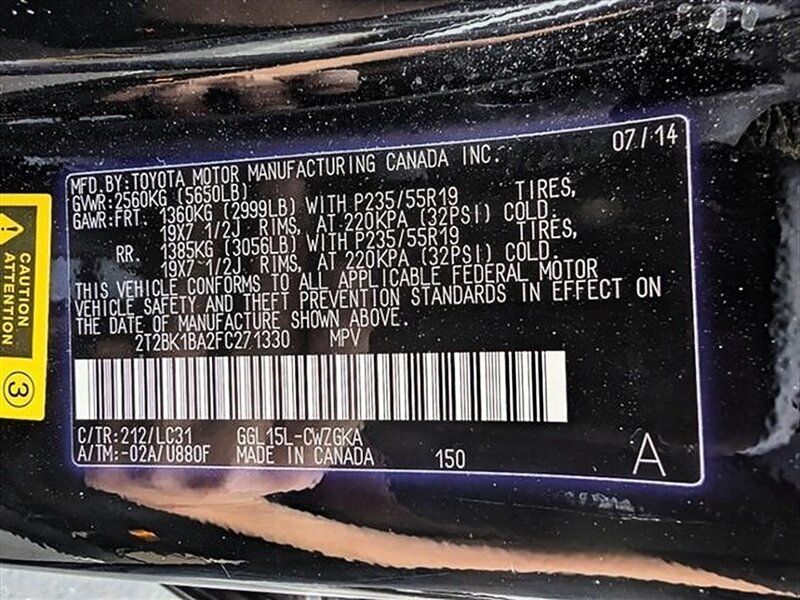 07/14
MFD.BY:TOYOTA MOTOR MANUFACTURING CANADA INC.
GVWR:2560KG (5650LB)
GAWR:FRT 1360KG (2999LB) WITH P235/55R19 TIRES,
19X7 1/2J RIMS, AT 220KPA (32PSI) COLD.
RR. 1385KG (3056LB) WITH P235/55R19 TIRES,
19X7 1/2J RIMS, AT 220KPA (32PSI) COLD.
THIS VEHICLE CONFORMS TO ALL APPLICABLE FEDERAL MOTOR
VEHICLE SAFETY AND THEFT PREVENTION STANDARDS IN EFFECT ON
THE DATE OF MANUFACTURE SHOWN ABOVE.
2T2BK1BA2FC271330 MPV
C/TR:212/LC31 GGL15L-CWZGKA
A/TM:-02A/U880F MADE IN CANADA 150 A
CAUTION
ATTENTION
3